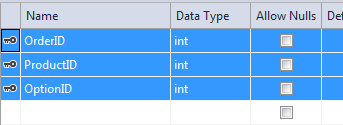 Name Data Type Allow Nulls Def
OrderID int
ProductID int
OptionID int